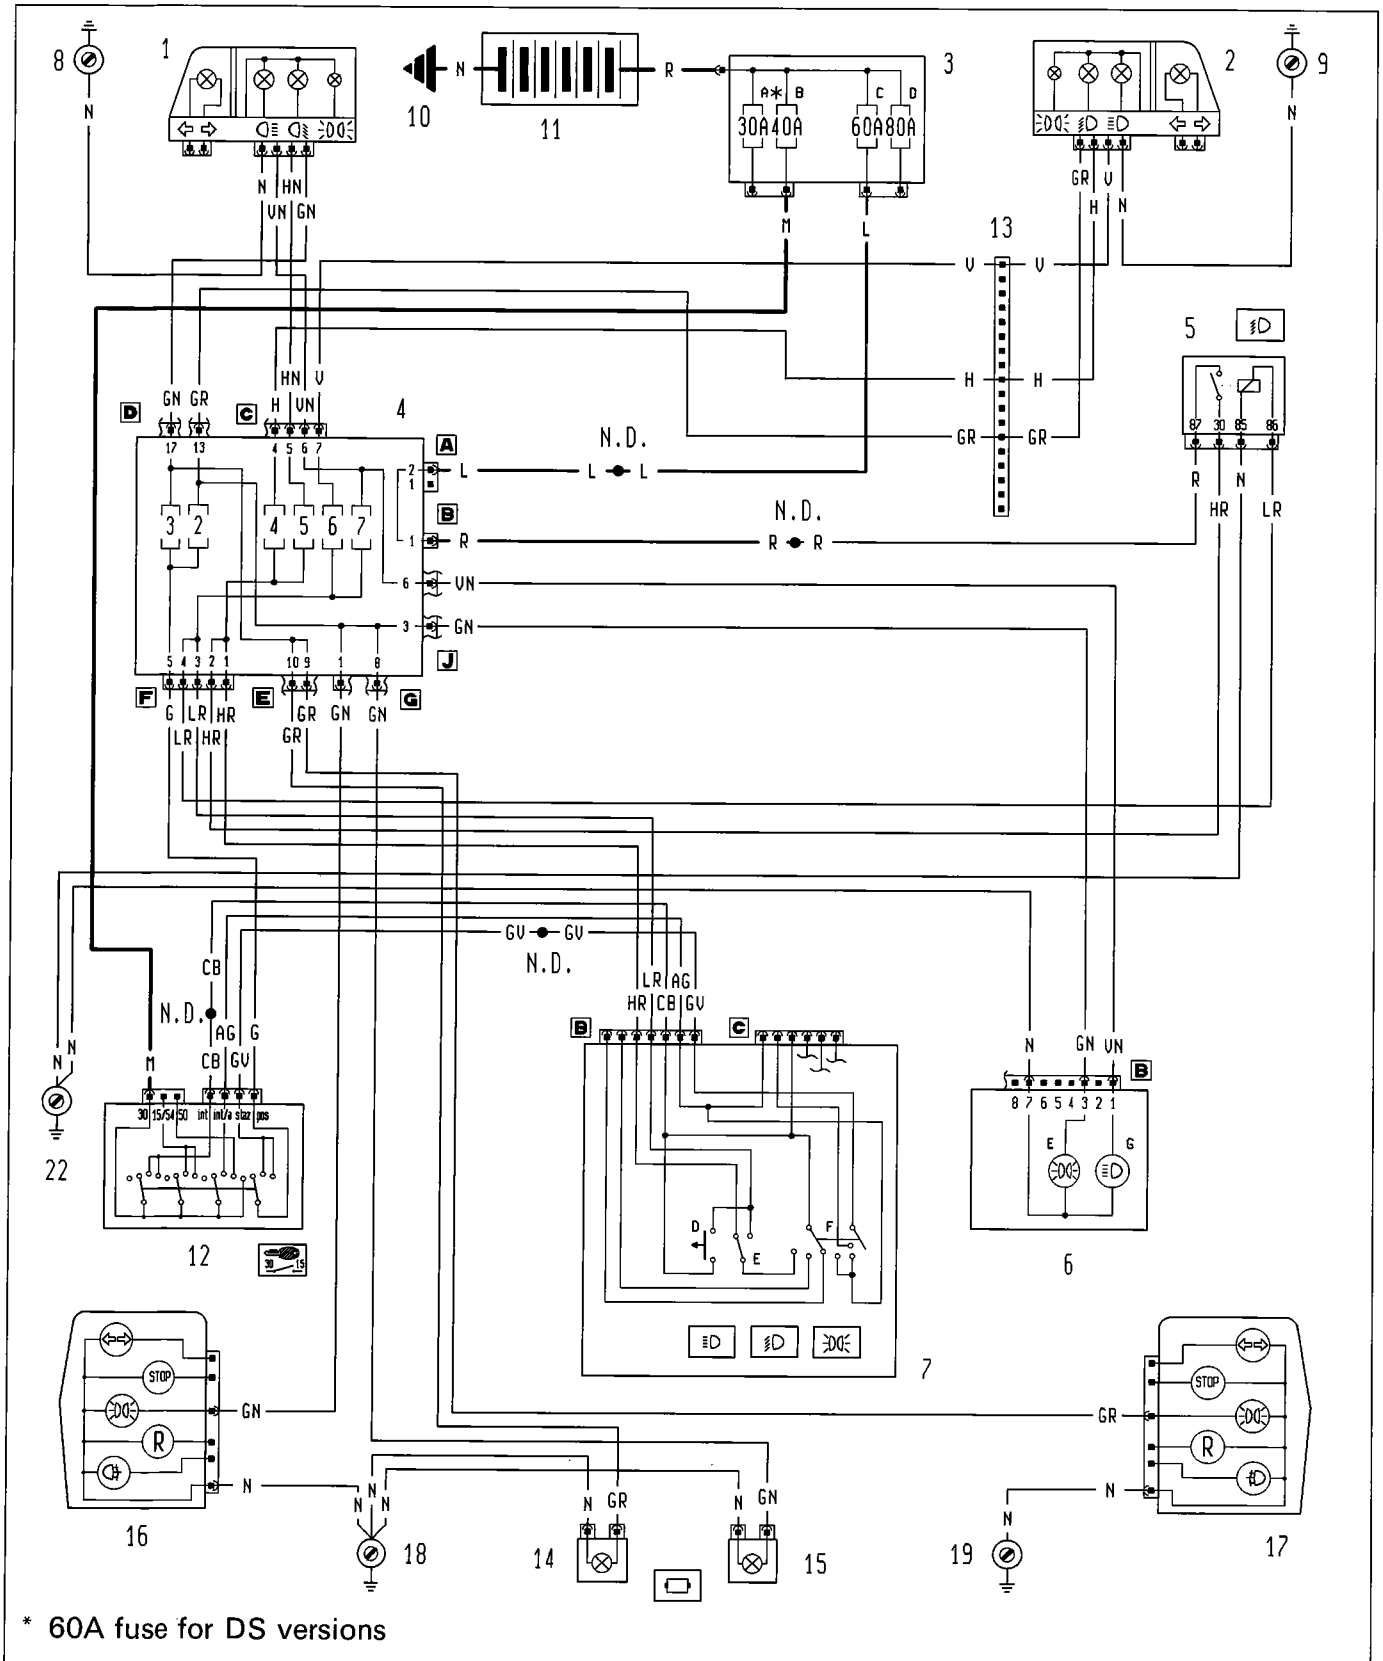 8 1 10 N R A* B C D 3 2 9
30A 40A 60A 80A
11
N N
N HN GR V
VN GN H N
M L 13
V V
5
HN V H H
GN GR H VN 4
D C GR GR
87 30 85 86
17 13 4 5 6 7 A N.D.
2 L L L
1
R N
B N.D. HR LR
3 2 4 5 6 7
1 R R R
6 VN
3 GN
J
5 4 3 2 1 10 9 1 8
F E G
G LR HR GR GN GN
LR HR GR
GV GV
CB N.D.
LR AG
N.D. HR CB GV
AG G B C
N N M CB GV N GN VN
B
30 15/54 50 int int/a staz pos 8 7 6 5 4 3 2 1
E G
22
D F
E
12 30 15 6
7
STOP STOP
GN GR
R R
N N
N N N N GR N GN N
16 18 14 15 19 17
* 60A fuse for DS versions